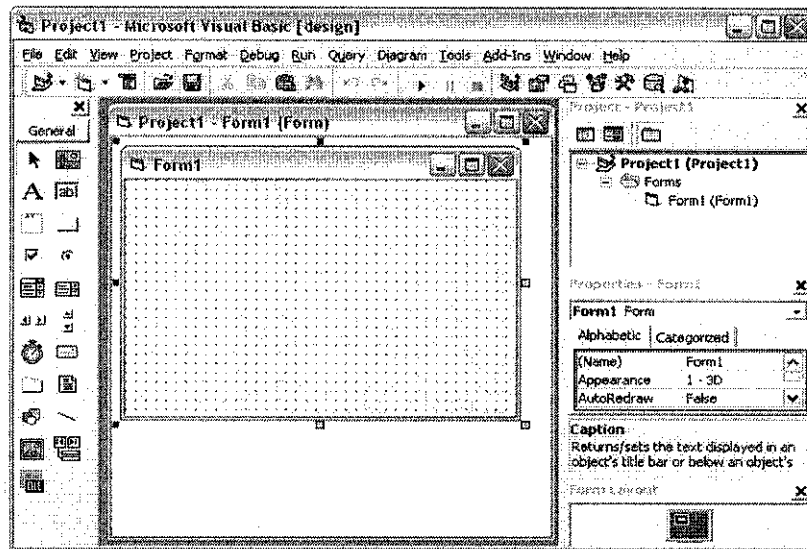 Project1 - Microsoft Visual Basic [design]
File Edit View Project Format Debug Run Query Diagram Tools Add-Ins Window Help
General
A
ab|
Project1 - Form1 (Form)
Form1
Project - Project1
Project1 (Project1)
Forms
Form1 (Form1)
Properties - Form1
Form1 Form
Alphabetic Categorized
(Name) Form1
Appearance 1 - 3D
AutoRedraw False
Caption
Returns/sets the text displayed in an
object's title bar or below an object's
Form Layout